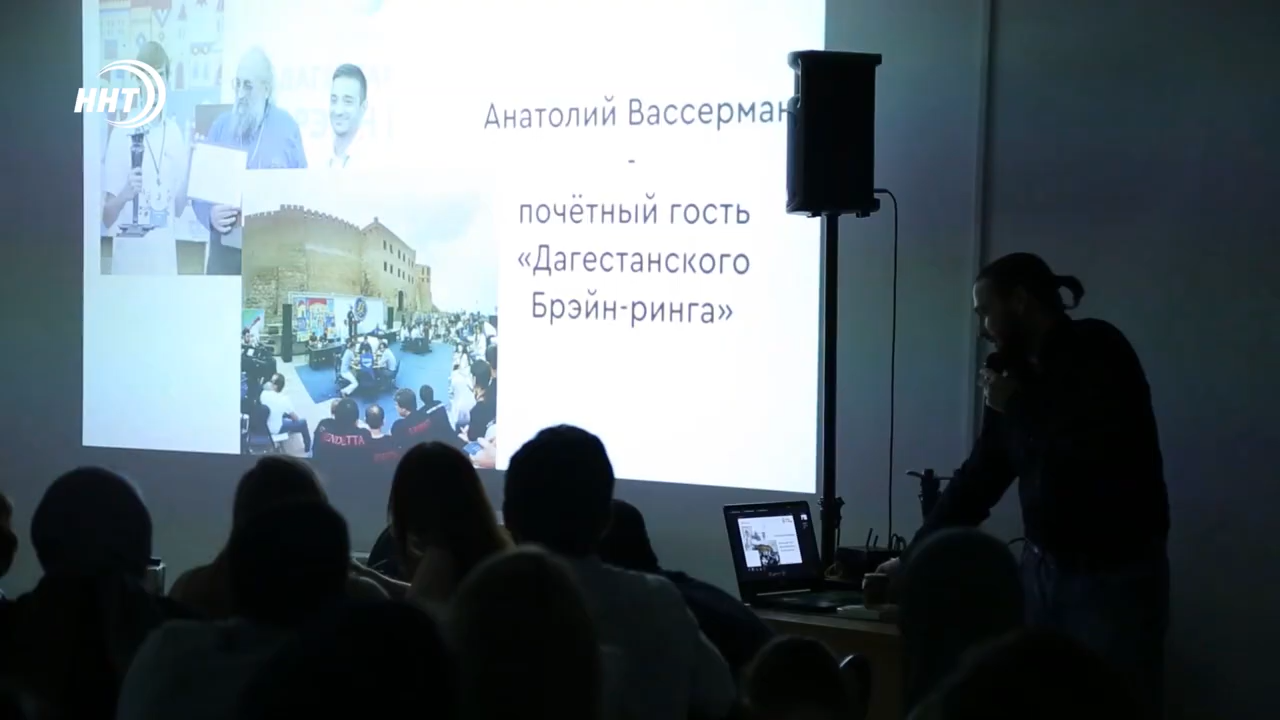 ННТ
Анатолий Вассерман
-
почётный гость
«Дагестанского
Брэйн-ринга»